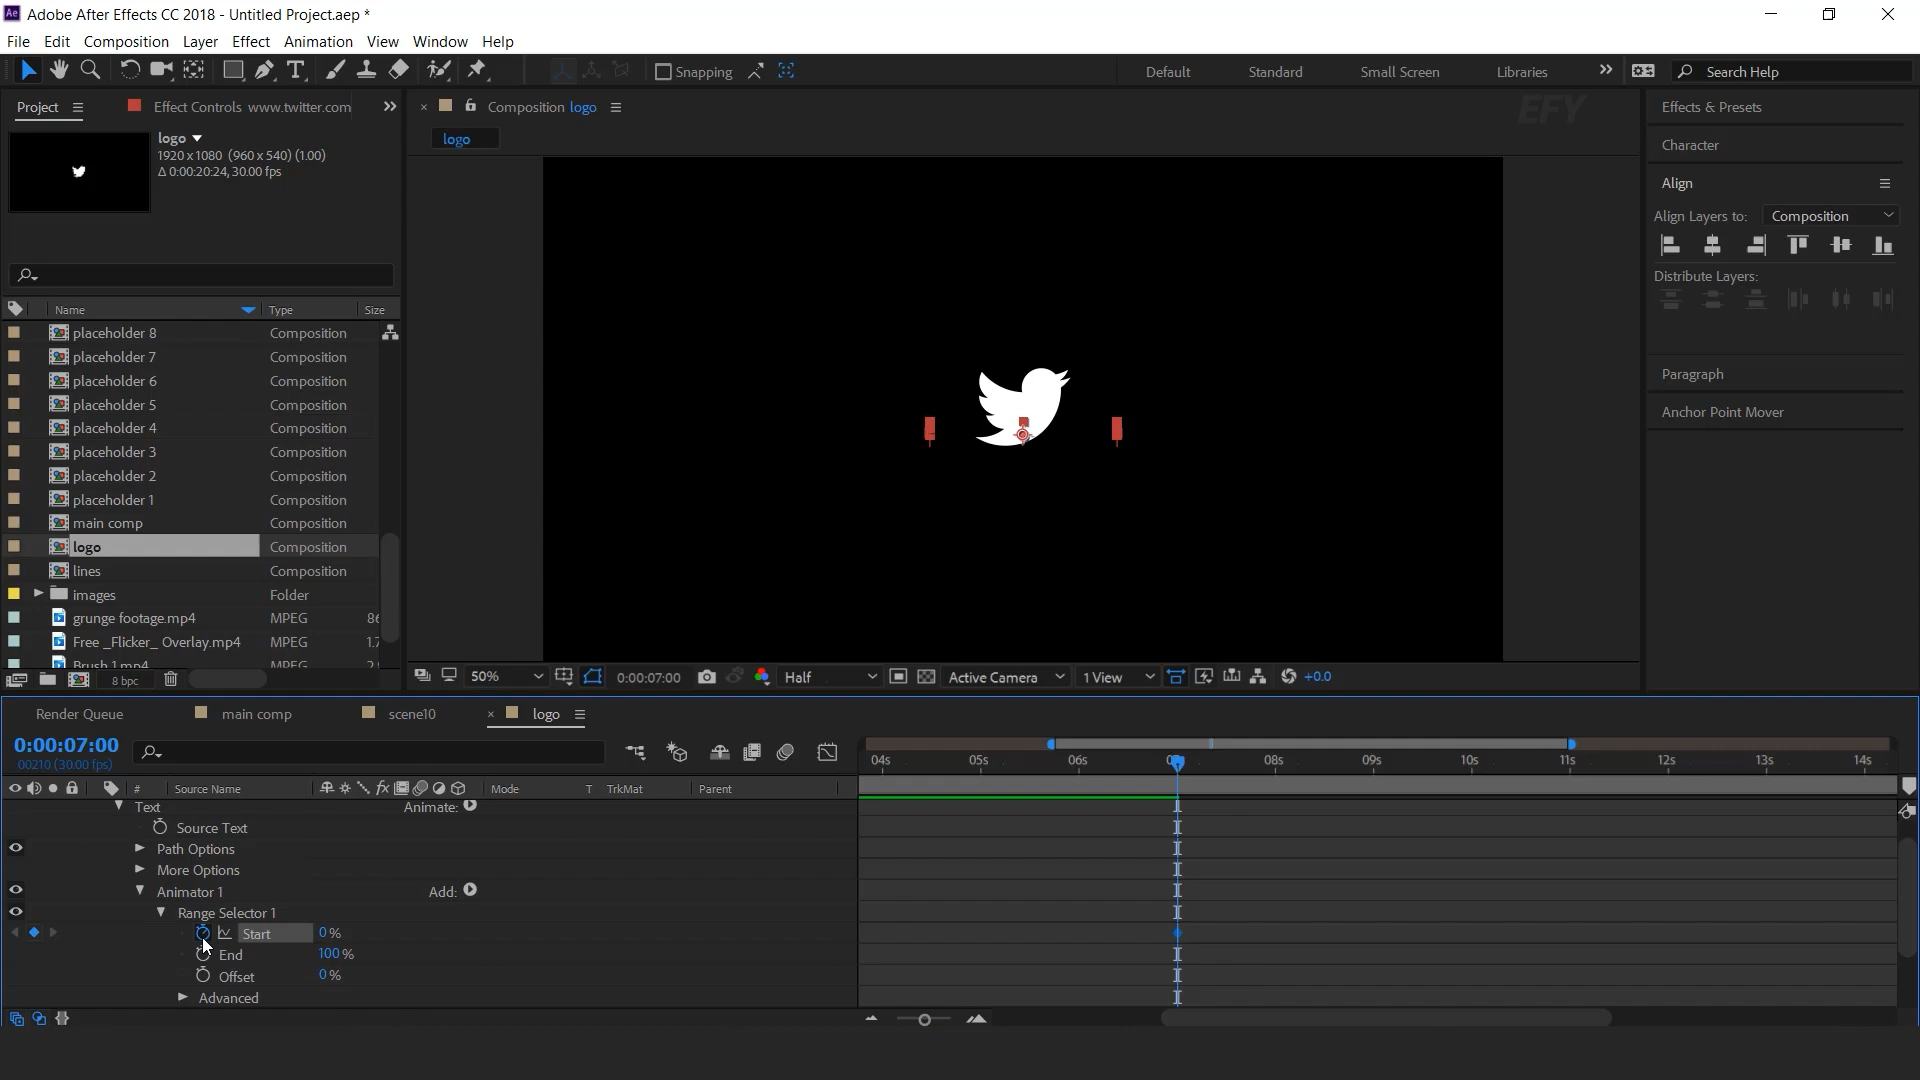 Adobe After Effects CC 2018 - Untitled Project.aep *
File Edit Composition Layer Effect Animation View Window Help
Snapping Default Standard Small Screen Libraries Search Help
Project Effect Controls www.twitter.com Composition logo EFY Effects & Presets
logo
1920 x 1080 (960 x 540) (1.00)
Δ 0:00:20:24, 30.00 fps
logo
Character
Align
Align Layers to: Composition
Distribute Layers:
Paragraph
Anchor Point Mover
Name Type Size
placeholder 8 Composition
placeholder 7 Composition
placeholder 6 Composition
placeholder 5 Composition
placeholder 4 Composition
placeholder 3 Composition
placeholder 2 Composition
placeholder 1 Composition
main comp Composition
logo Composition
lines Composition
images Folder
grunge footage.mp4 MPEG
Free _Flicker_ Overlay.mp4 MPEG
Brush 1.mp4 MPEG
8 bpc
50% 0:00:07:00 Half Active Camera 1 View +0.0
Render Queue main comp scene10 logo
0:00:07:00
00210 (30.00 fps)
04s 05s 06s 08s 09s 10s 11s 12s 13s 14s
# Source Name Mode T TrkMat Parent
Text Animate:
Source Text
Path Options
More Options
Animator 1 Add:
Range Selector 1
Start 0 %
End 100 %
Offset 0 %
Advanced